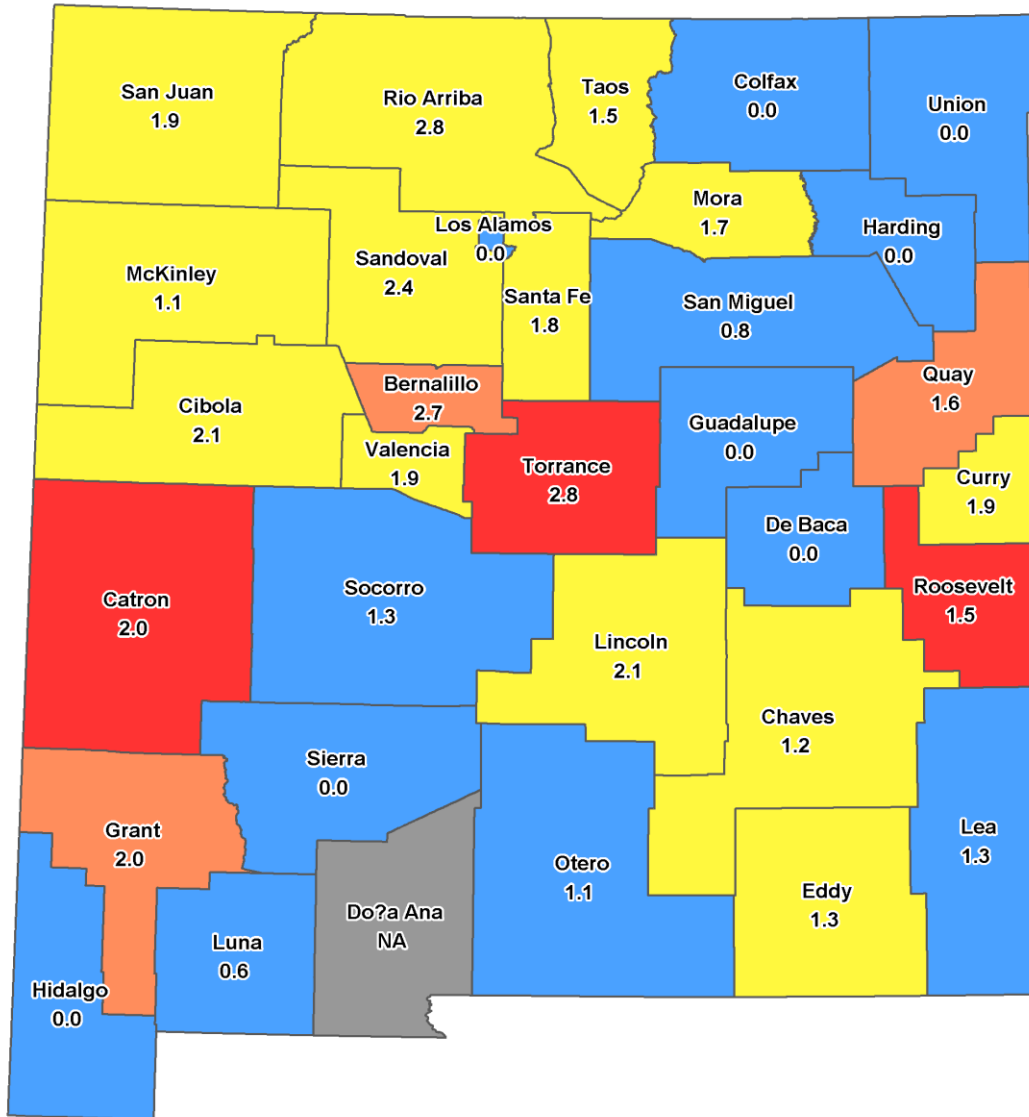 San Juan
1.9
Rio Arriba
2.8
Taos
1.5
Colfax
0.0
Union
0.0
Mora
1.7
Harding
0.0
Los Alamos
0.0
McKinley
1.1
Sandoval
2.4
Santa Fe
1.8
San Miguel
0.8
Quay
1.6
Bernalillo
2.7
Cibola
2.1
Guadalupe
0.0
Valencia
1.9
Torrance
2.8
Curry
1.9
De Baca
0.0
Catron
2.0
Socorro
1.3
Roosevelt
1.5
Lincoln
2.1
Chaves
1.2
Sierra
0.0
Grant
2.0
Lea
1.3
Otero
1.1
Eddy
1.3
Do?a Ana
NA
Luna
0.6
Hidalgo
0.0